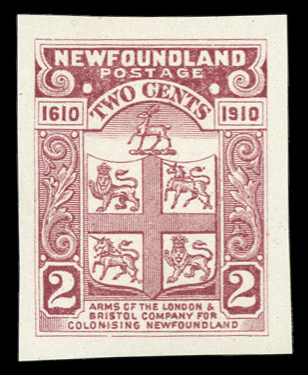 NEWFOUNDLAND
POSTAGE
TWO CENTS
1610 1910
2 2
ARMS OF THE LONDON &
BRISTOL COMPANY FOR
COLONISING NEWFOUNDLAND